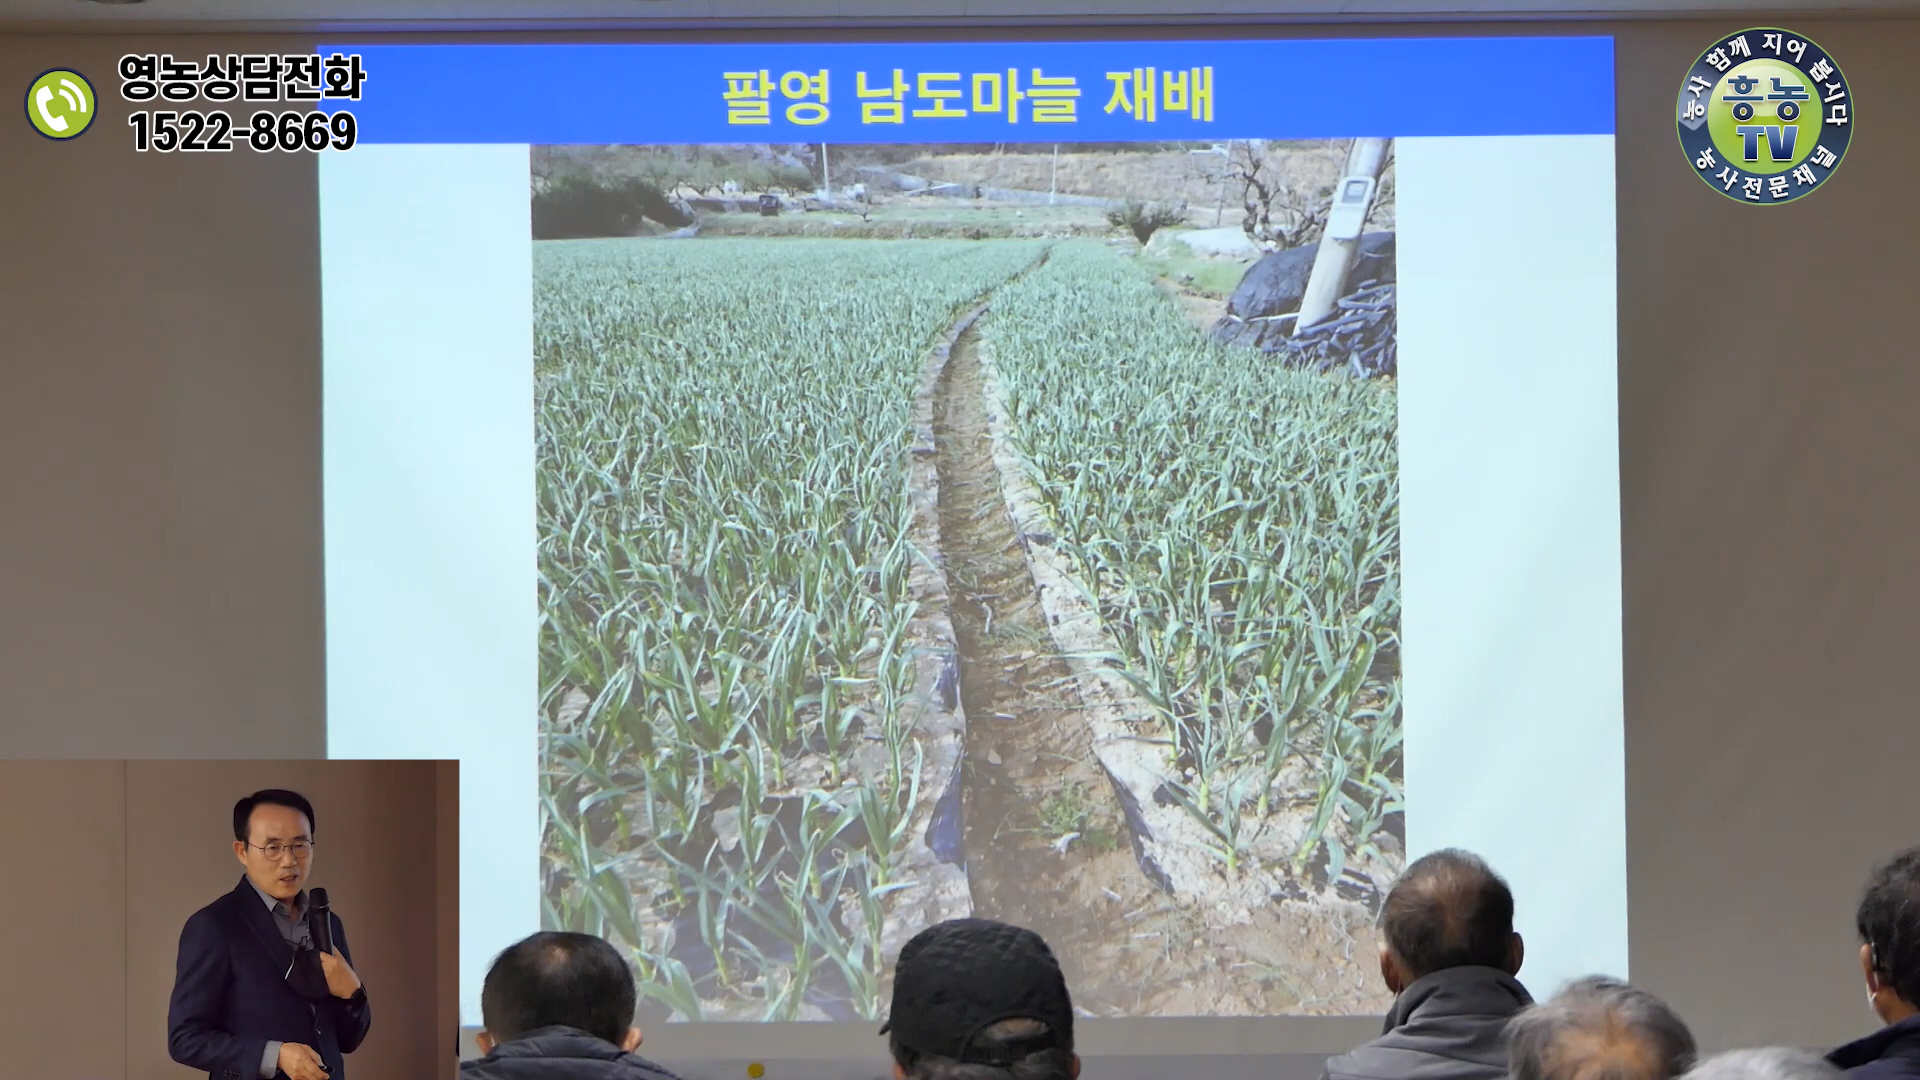 영농상담전화
1522-8669
팔영 남도마늘 재배
농사 함께 지어 봅시다
흥농
TV
농사전문채널